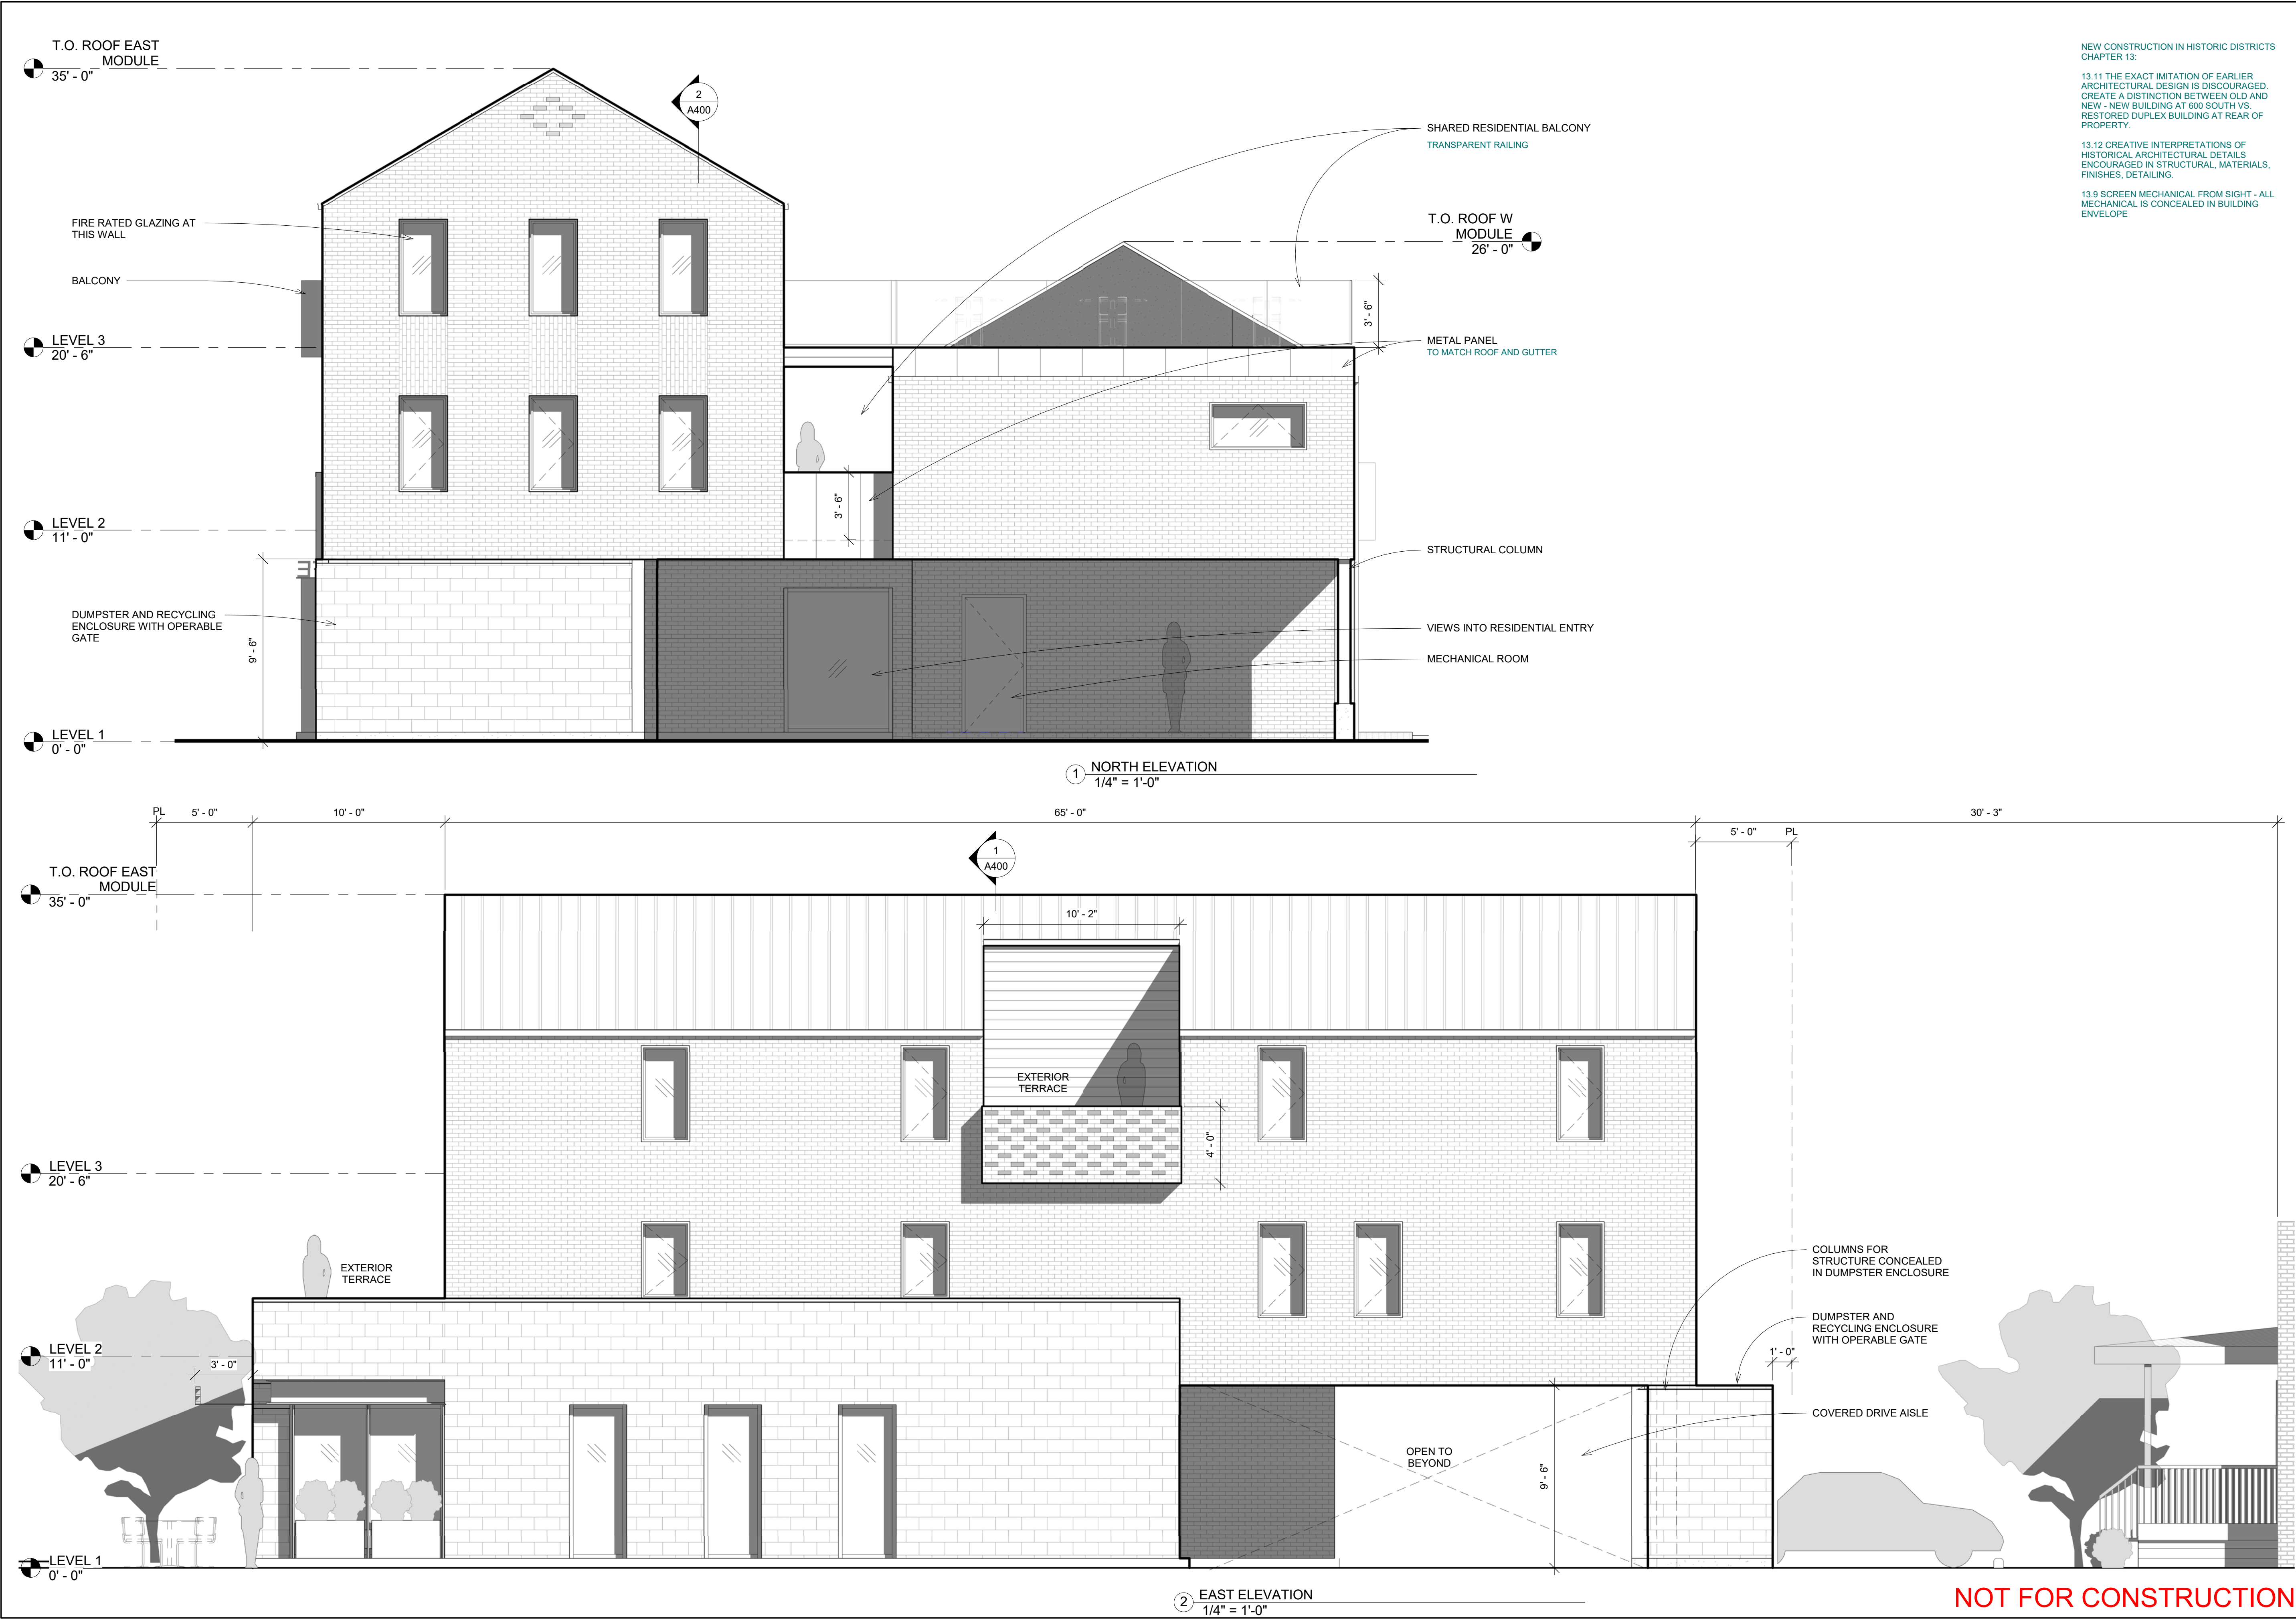 T.O. ROOF EAST
MODULE
35' - 0"
2
A400
NEW CONSTRUCTION IN HISTORIC DISTRICTS
CHAPTER 13:
13.11 THE EXACT IMITATION OF EARLIER
ARCHITECTURAL DESIGN IS DISCOURAGED.
CREATE A DISTINCTION BETWEEN OLD AND
NEW - NEW BUILDING AT 600 SOUTH VS.
RESTORED DUPLEX BUILDING AT REAR OF
PROPERTY.
13.12 CREATIVE INTERPRETATIONS OF
HISTORICAL ARCHITECTURAL DETAILS
ENCOURAGED IN STRUCTURAL, MATERIALS,
FINISHES, DETAILING.
13.9 SCREEN MECHANICAL FROM SIGHT - ALL
MECHANICAL IS CONCEALED IN BUILDING
ENVELOPE
SHARED RESIDENTIAL BALCONY
TRANSPARENT RAILING
FIRE RATED GLAZING AT
THIS WALL
T.O. ROOF W
MODULE
26' - 0"
BALCONY
3' - 6"
LEVEL 3
20' - 6"
METAL PANEL
TO MATCH ROOF AND GUTTER
3' - 6"
LEVEL 2
11' - 0"
STRUCTURAL COLUMN
DUMPSTER AND RECYCLING
ENCLOSURE WITH OPERABLE
GATE
9' - 6"
VIEWS INTO RESIDENTIAL ENTRY
MECHANICAL ROOM
LEVEL 1
0' - 0"
1
NORTH ELEVATION
1/4" = 1'-0"
PL
5' - 0"
10' - 0"
65' - 0"
30' - 3"
5' - 0"
PL
T.O. ROOF EAST
MODULE
35' - 0"
1
A400
10' - 2"
EXTERIOR
TERRACE
4' - 0"
LEVEL 3
20' - 6"
EXTERIOR
TERRACE
COLUMNS FOR
STRUCTURE CONCEALED
IN DUMPSTER ENCLOSURE
DUMPSTER AND
RECYCLING ENCLOSURE
WITH OPERABLE GATE
LEVEL 2
11' - 0"
3' - 0"
1' - 0"
COVERED DRIVE AISLE
OPEN TO
BEYOND
9' - 6"
LEVEL 1
0' - 0"
2
EAST ELEVATION
1/4" = 1'-0"
NOT FOR CONSTRUCTION